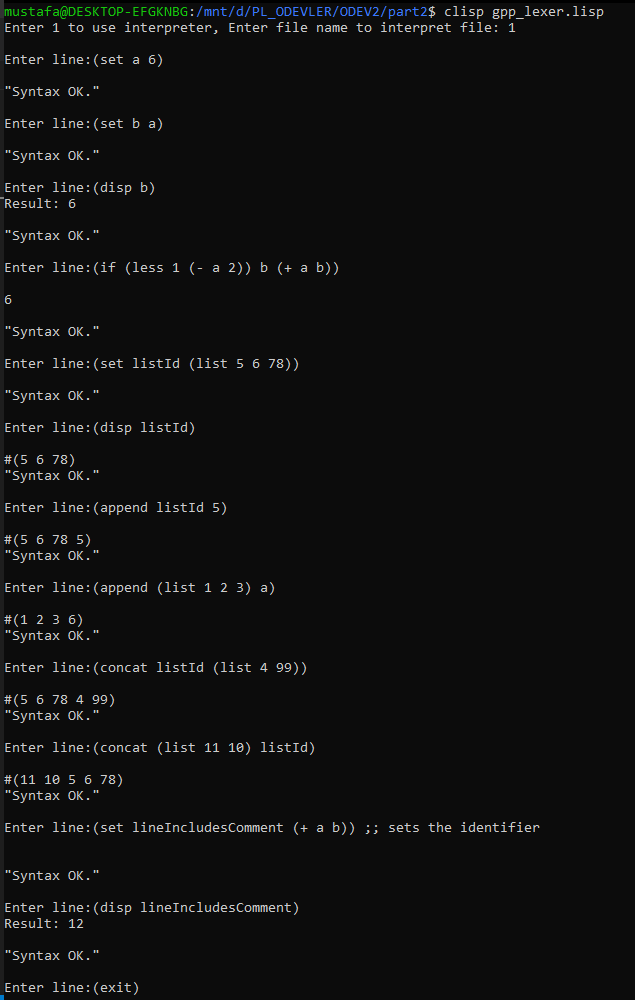 mustafa@DESKTOP-EFGKNBG:/mnt/d/PL_ODEVLER/ODEV2/part2$ clisp gpp_lexer.lisp
Enter 1 to use interpreter, Enter file name to interpret file: 1
Enter line:(set a 6)
"Syntax OK."
Enter line:(set b a)
"Syntax OK."
Enter line:(disp b)
Result: 6
"Syntax OK."
Enter line:(if (less 1 (- a 2)) b (+ a b))
6
"Syntax OK."
Enter line:(set listId (list 5 6 78))
"Syntax OK."
Enter line:(disp listId)
#(5 6 78)
"Syntax OK."
Enter line:(append listId 5)
#(5 6 78 5)
"Syntax OK."
Enter line:(append (list 1 2 3) a)
#(1 2 3 6)
"Syntax OK."
Enter line:(concat listId (list 4 99))
#(5 6 78 4 99)
"Syntax OK."
Enter line:(concat (list 11 10) listId)
#(11 10 5 6 78)
"Syntax OK."
Enter line:(set lineIncludesComment (+ a b)) ;; sets the identifier
"Syntax OK."
Enter line:(disp lineIncludesComment)
Result: 12
"Syntax OK."
Enter line:(exit)